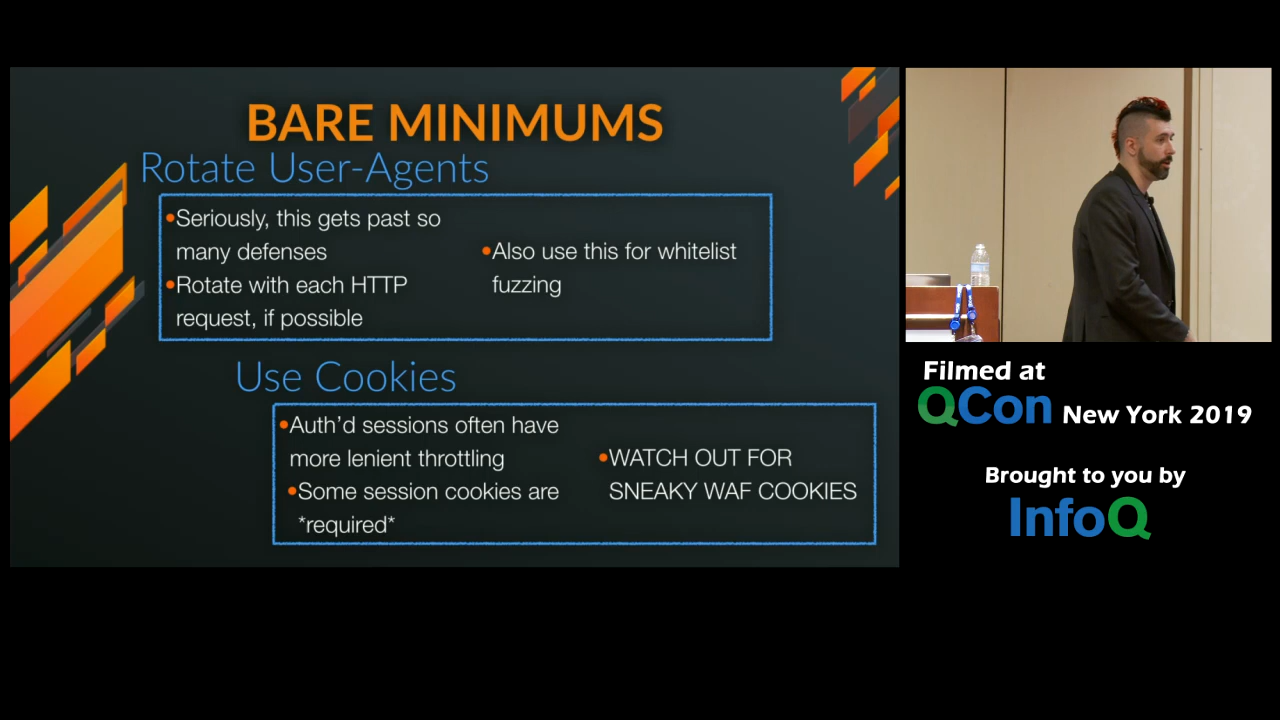 BARE MINIMUMS
Rotate User-Agents
•Seriously, this gets past so
many defenses
•Rotate with each HTTP
request, if possible
•Also use this for whitelist
fuzzing
Use Cookies
•Auth'd sessions often have
more lenient throttling
•Some session cookies are
*required*
•WATCH OUT FOR
SNEAKY WAF COOKIES
Filmed at
QCon New York 2019
Brought to you by
InfoQ